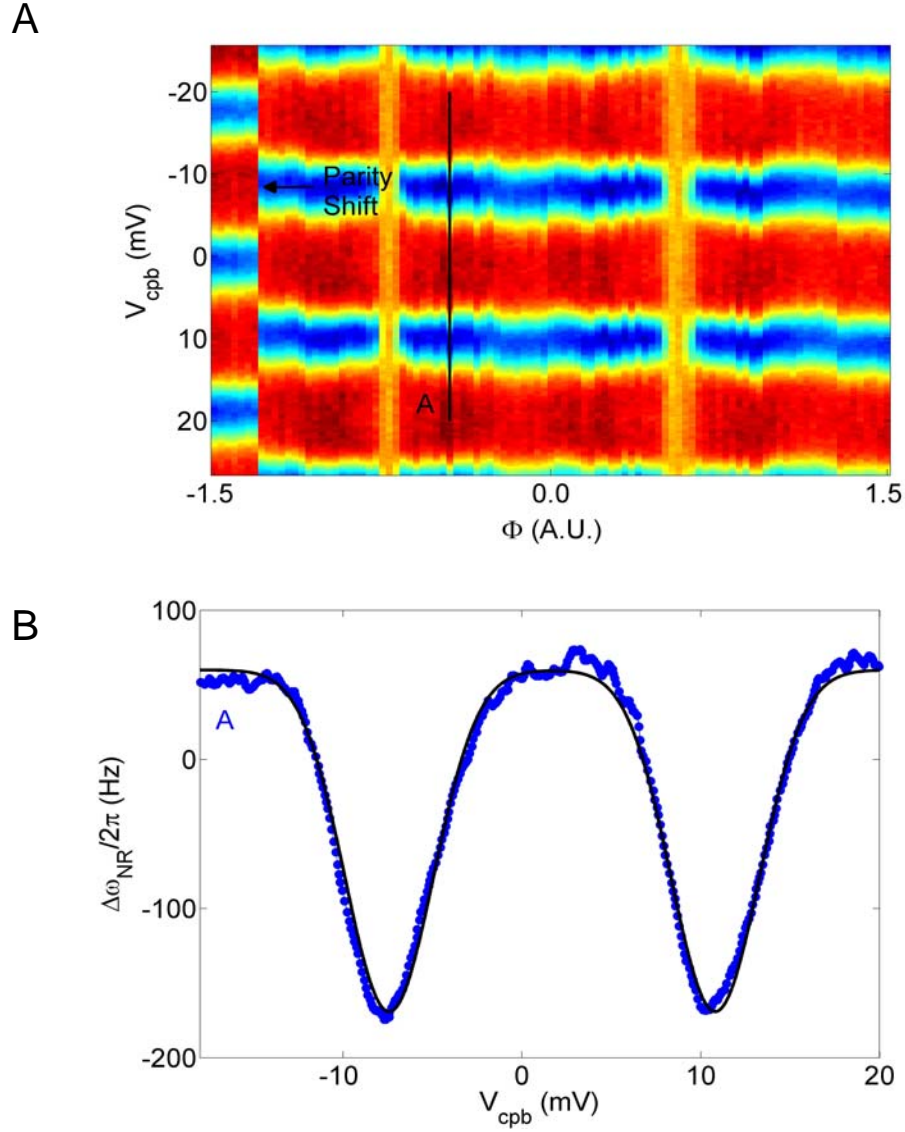 A
-20
-10
0
10
20
V_cpb (mV)
Parity
Shift
A
-1.5
0.0
1.5
Φ (A.U.)
B
100
0
-100
-200
Δω_NR/2π (Hz)
A
-10
0
10
20
V_cpb (mV)